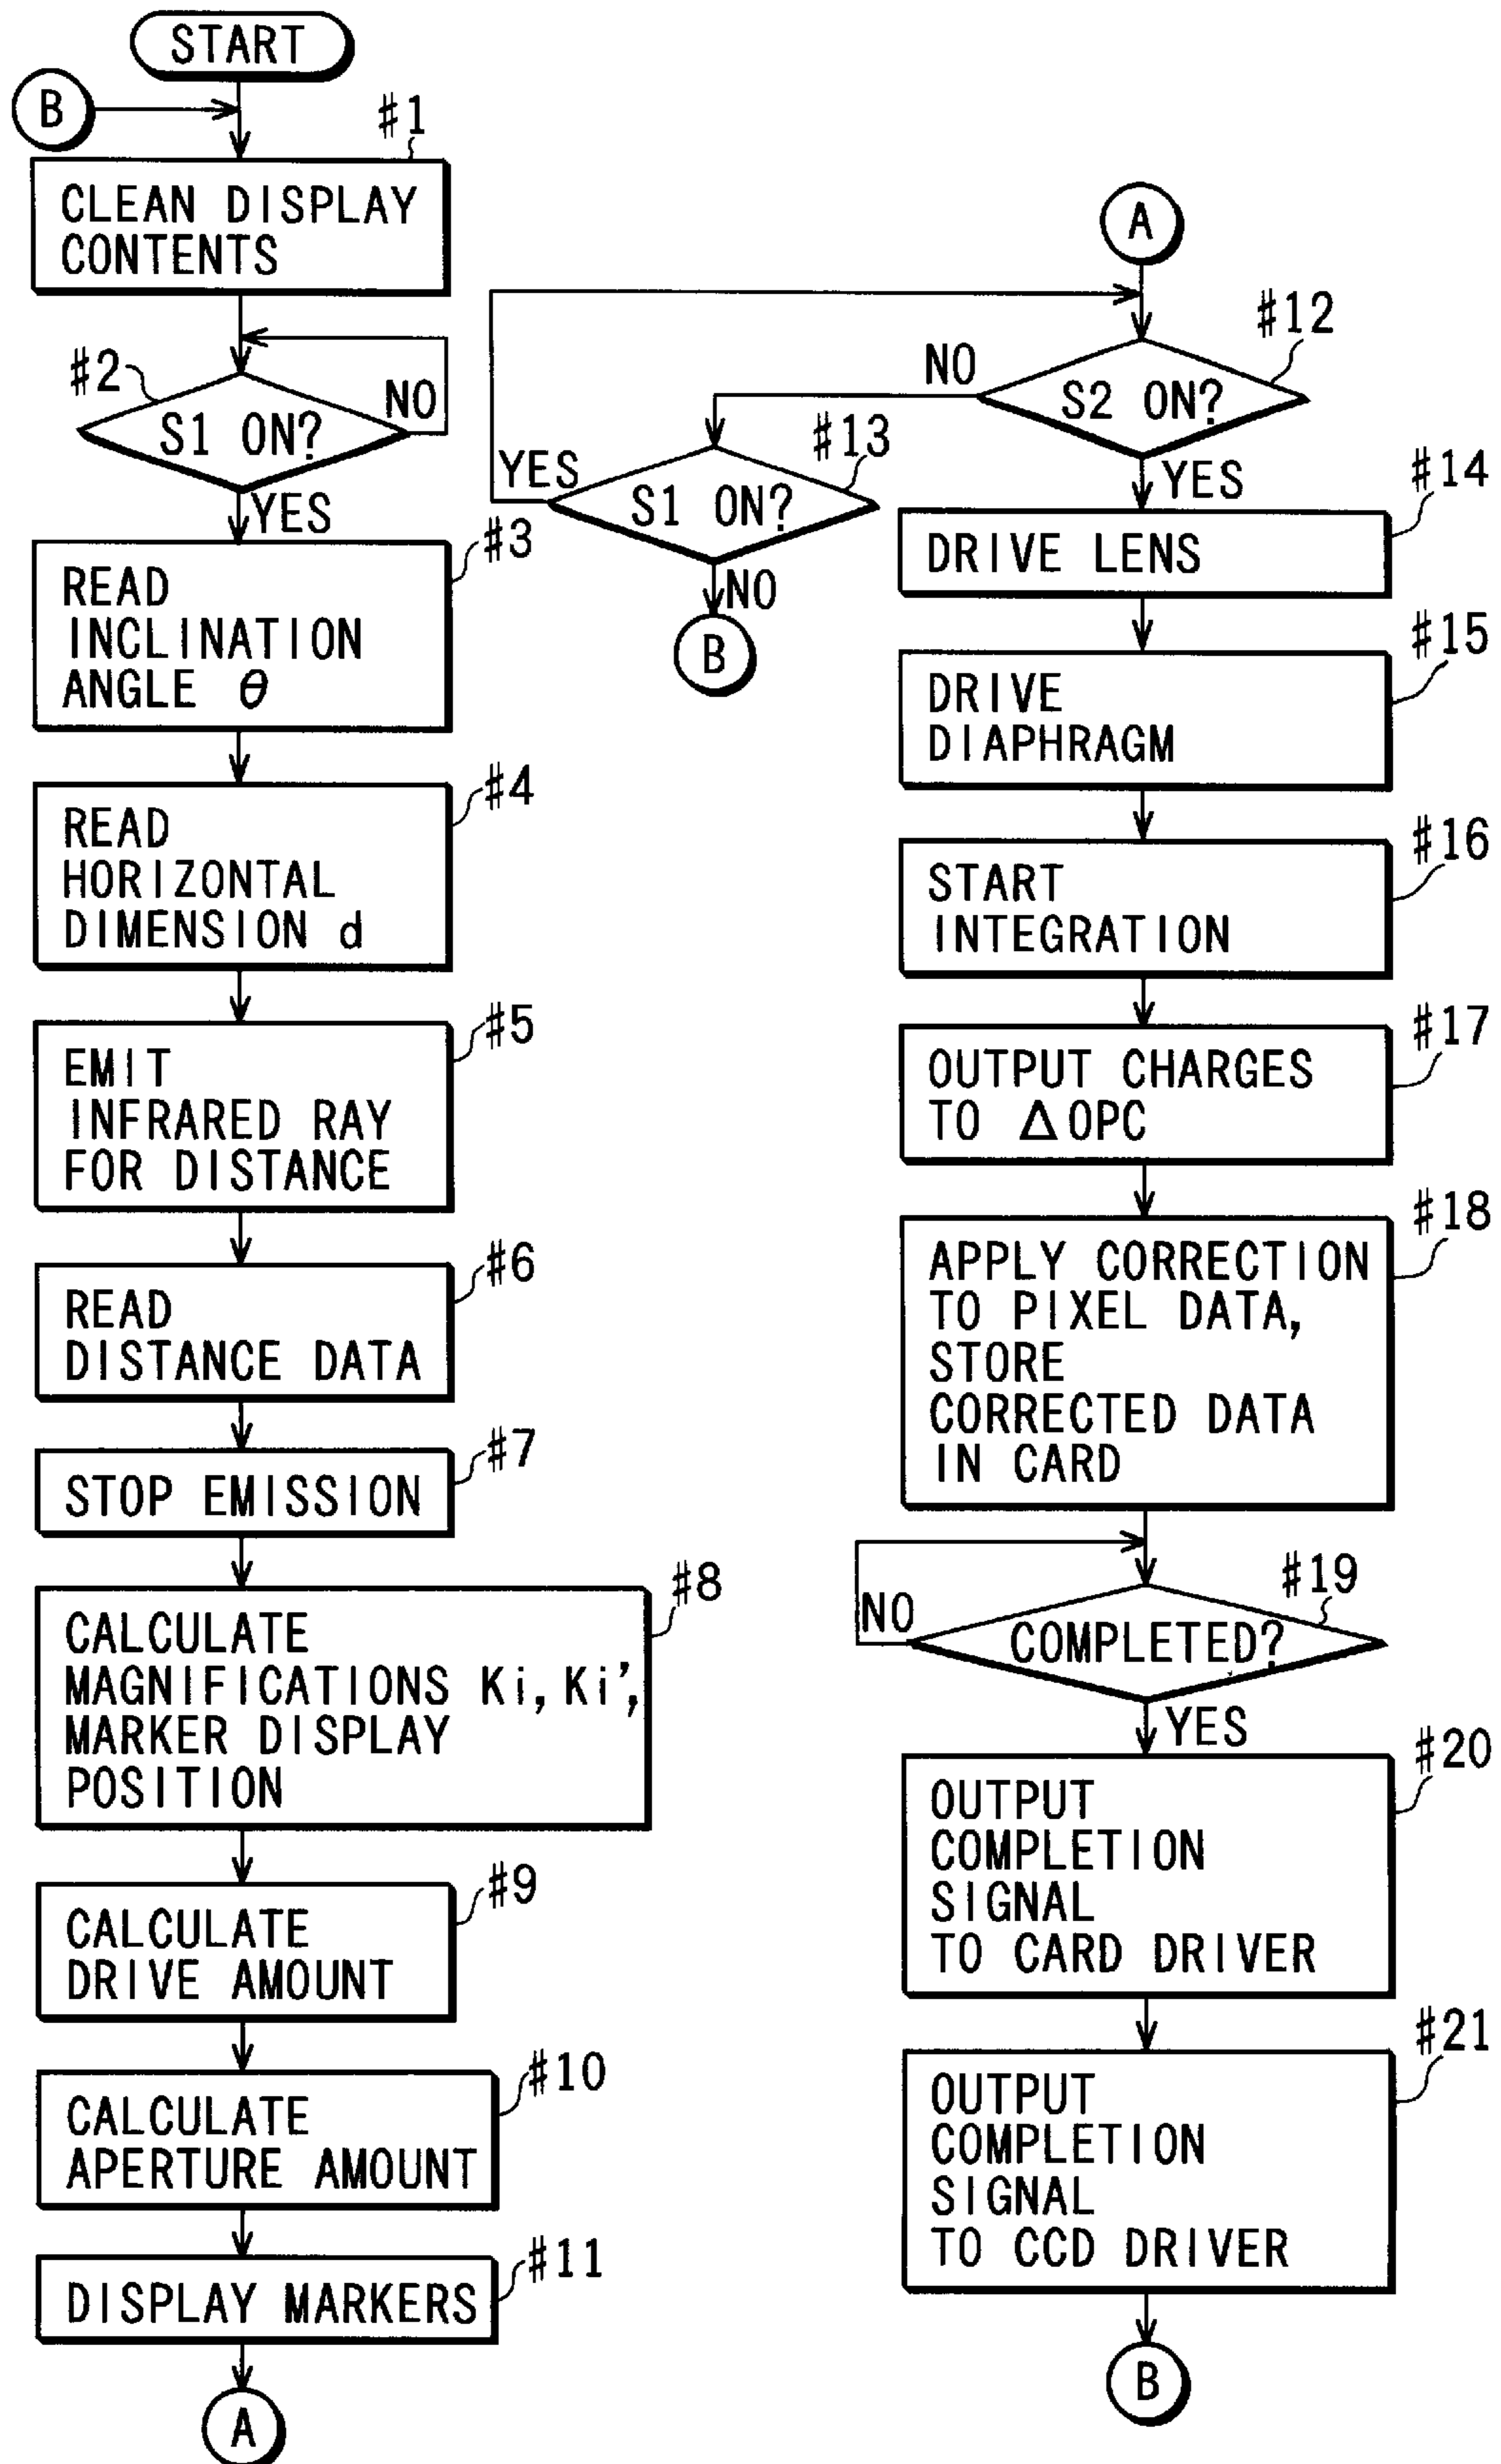 START
B
#1
CLEAN DISPLAY
CONTENTS
#2
S1 ON?
NO
YES
#3
READ
INCLINATION
ANGLE θ
#4
READ
HORIZONTAL
DIMENSION d
#5
EMIT
INFRARED RAY
FOR DISTANCE
#6
READ
DISTANCE DATA
#7
STOP EMISSION
#8
CALCULATE
MAGNIFICATIONS Ki, Ki',
MARKER DISPLAY
POSITION
#9
CALCULATE
DRIVE AMOUNT
#10
CALCULATE
APERTURE AMOUNT
#11
DISPLAY MARKERS
A
A
#12
S2 ON?
NO
YES
#13
S1 ON?
YES
NO
B
#14
DRIVE LENS
#15
DRIVE
DIAPHRAGM
#16
START
INTEGRATION
#17
OUTPUT CHARGES
TO ΔOPC
#18
APPLY CORRECTION
TO PIXEL DATA,
STORE
CORRECTED DATA
IN CARD
#19
COMPLETED?
NO
YES
#20
OUTPUT
COMPLETION
SIGNAL
TO CARD DRIVER
#21
OUTPUT
COMPLETION
SIGNAL
TO CCD DRIVER
B